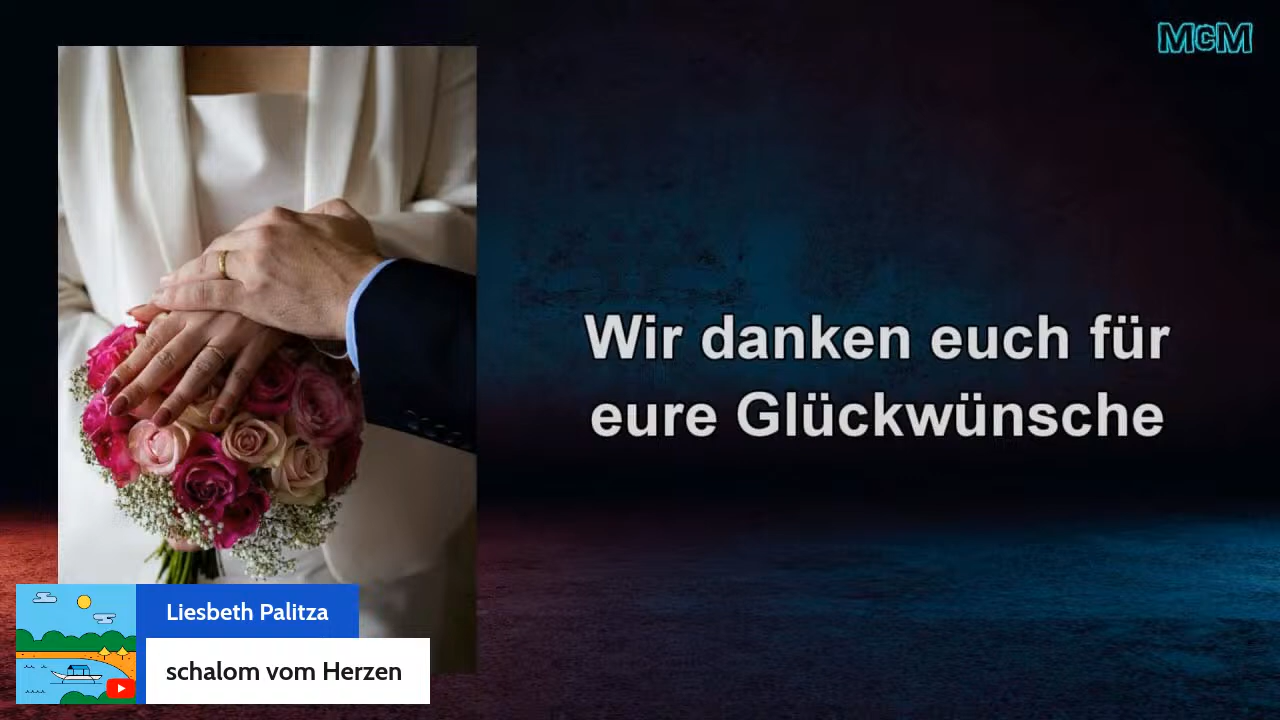 McM
Wir danken euch für
eure Glückwünsche
Liesbeth Palitza
schalom vom Herzen